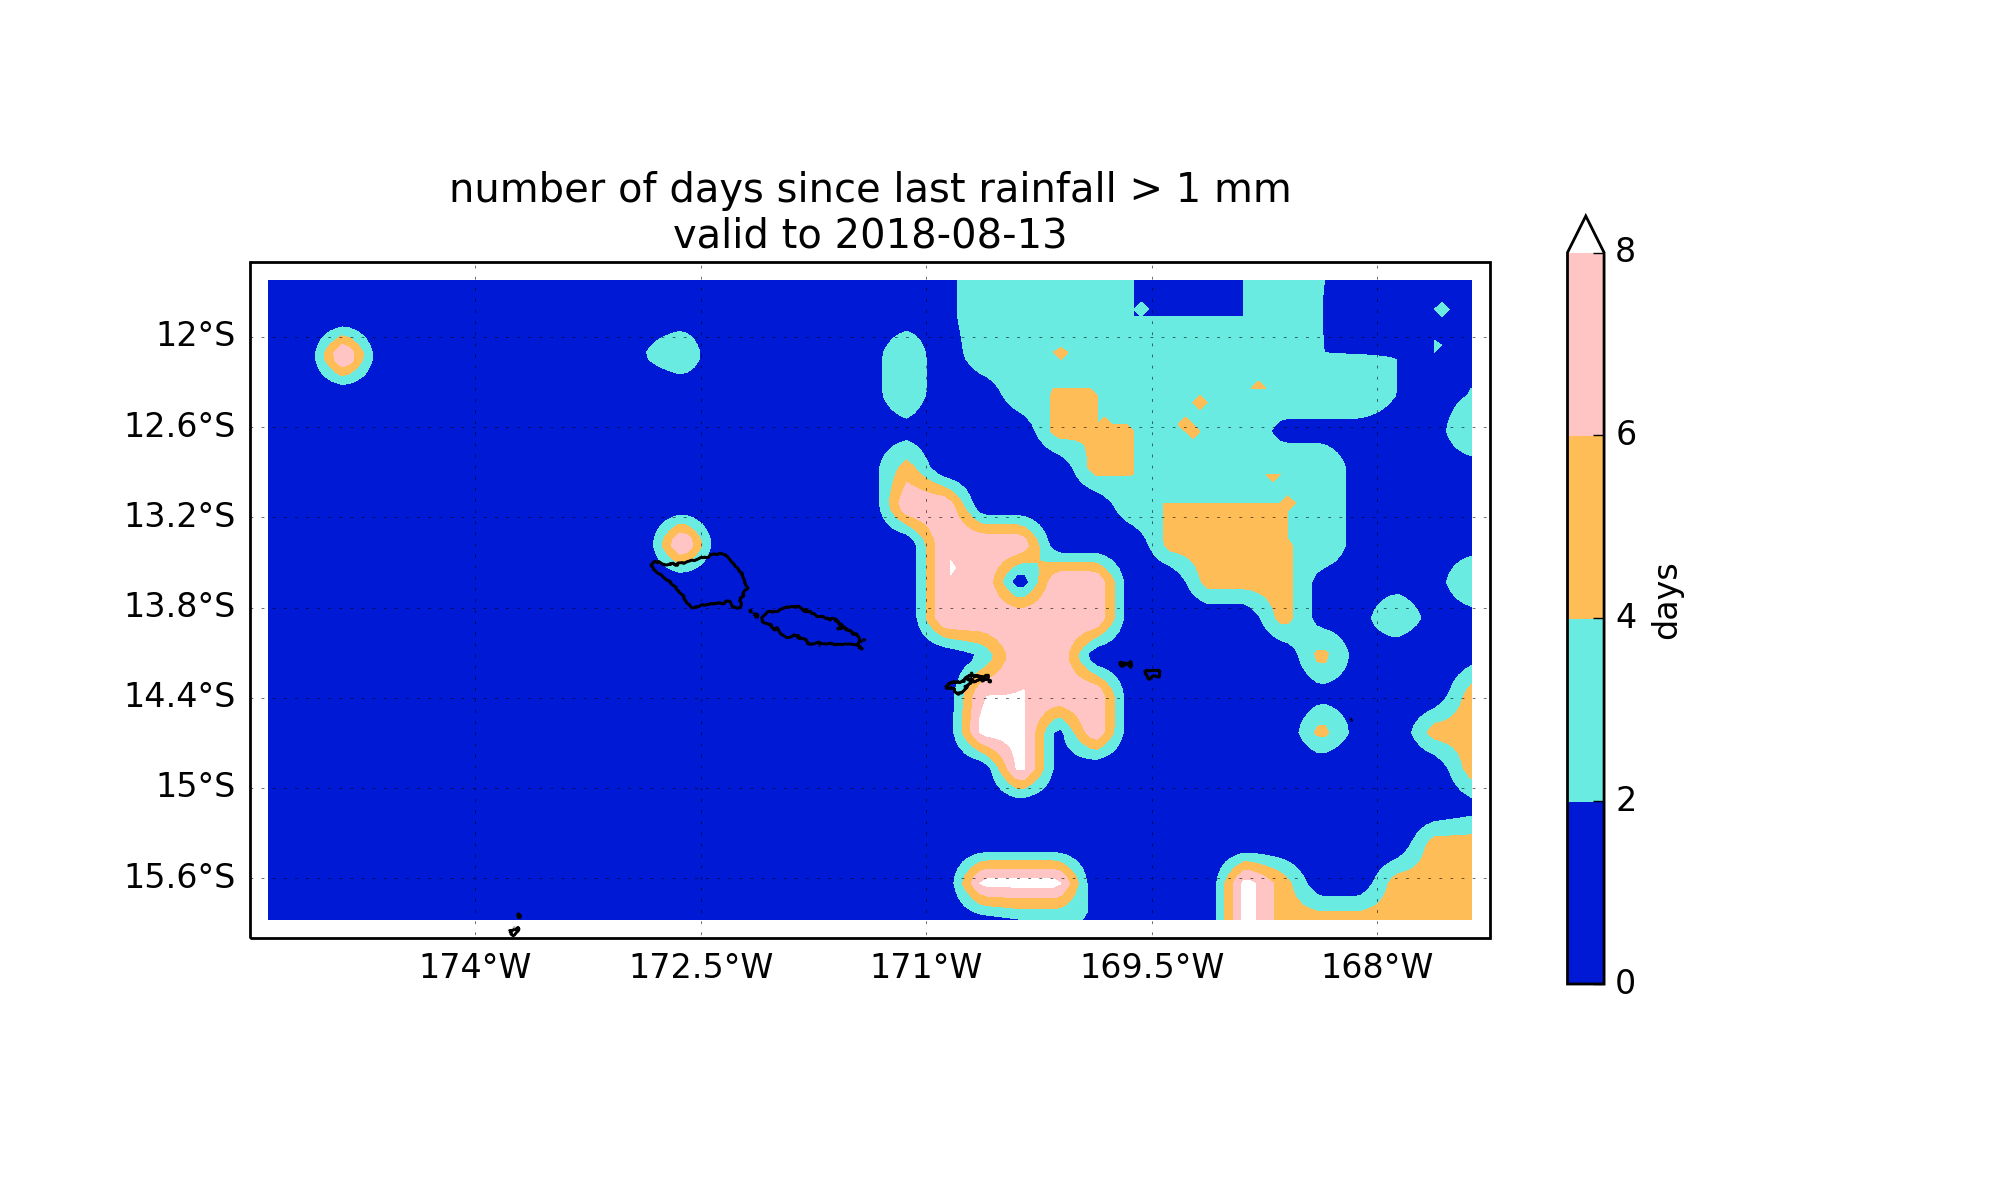 number of days since last rainfall > 1 mm
valid to 2018-08-13
12°S
12.6°S
13.2°S
13.8°S
14.4°S
15°S
15.6°S
174°W
172.5°W
171°W
169.5°W
168°W
8
6
4
2
0
days